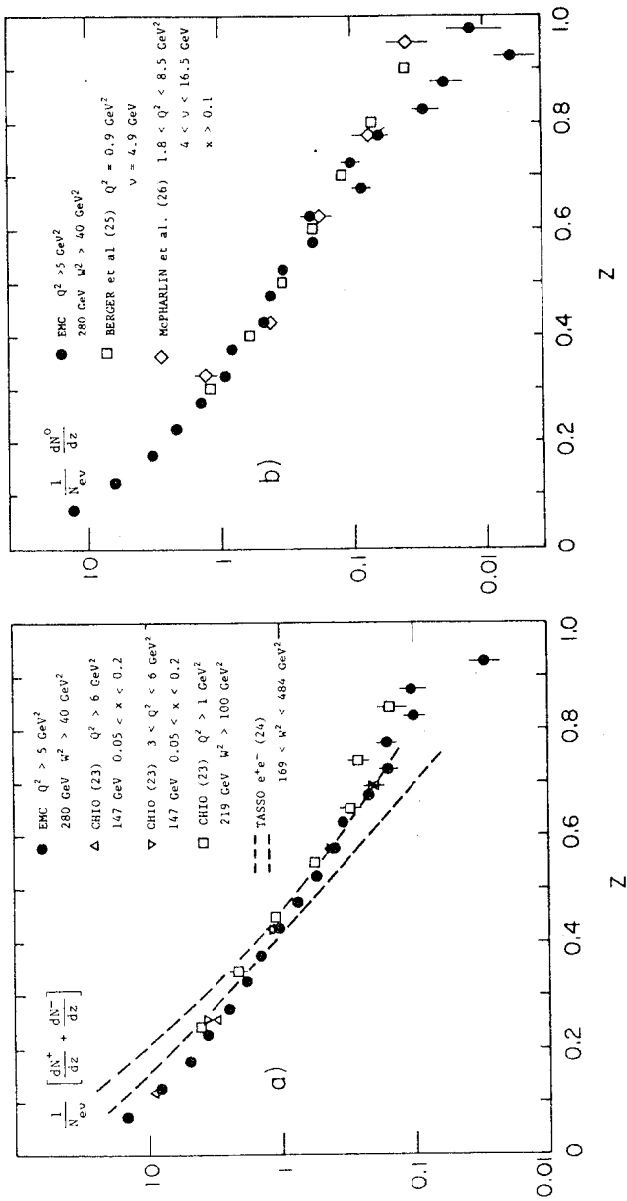 1/N_ev [dN⁺/dz + dN⁻/dz]
● EMC Q² > 5 GeV²
280 GeV W² > 40 GeV²
△ CHIO (23) Q² > 6 GeV²
147 GeV 0.05 < x < 0.2
▽ CHIO (23) 3 < Q² < 6 GeV²
147 GeV 0.05 < x < 0.2
□ CHIO (23) Q² > 1 GeV²
219 GeV W² > 100 GeV²
TASSO e⁺e⁻ (24)
169 < W² < 484 GeV²
a)
10
1
0.1
0.01
0 0.2 0.4 0.6 0.8 1.0
Z
1/N_ev dN⁰/dz
● EMC Q² >5 GeV²
280 GeV W² > 40 GeV²
□ BERGER et al (25) Q² = 0.9 GeV²
ν = 4.9 GeV
◇ McPHARLIN et al. (26) 1.8 < Q² < 8.5 GeV²
4 < ν < 16.5 GeV
x > 0.1
b)
10
1
0.1
0.01
0 0.2 0.4 0.6 0.8 1.0
Z